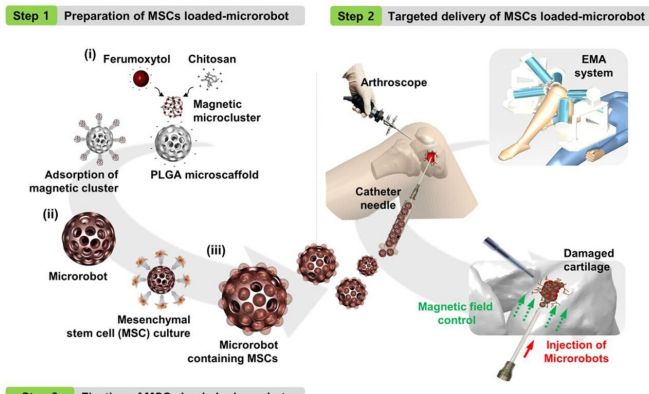 Step 1 Preparation of MSCs loaded-microrobot
(i)
Ferumoxytol
Chitosan
Magnetic
microcluster
Adsorption of
magnetic cluster
PLGA microscaffold
(ii)
Microrobot
Mesenchymal
stem cell (MSC) culture
(iii)
Microrobot
containing MSCs
Step 2 Targeted delivery of MSCs loaded-microrobot
Arthroscope
EMA
system
Catheter
needle
Damaged
cartilage
Magnetic field
control
Injection of
Microrobots